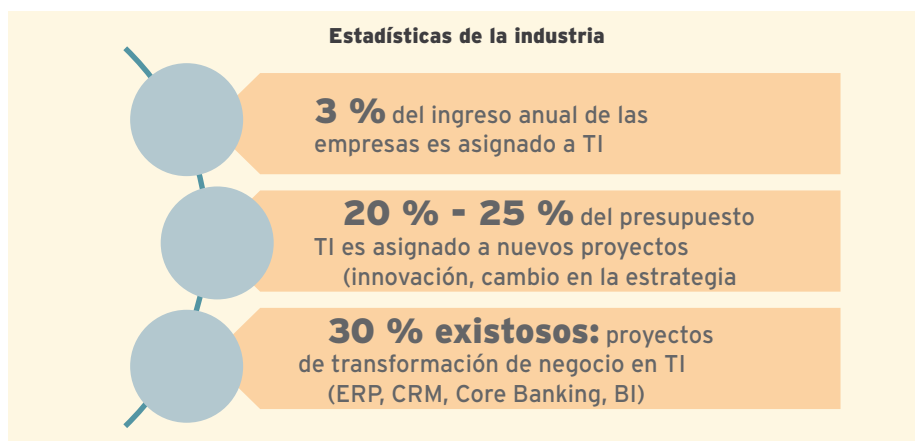 Estadísticas de la industria
3 % del ingreso anual de las
empresas es asignado a TI
20 % - 25 % del presupuesto
TI es asignado a nuevos proyectos
(innovación, cambio en la estrategia
30 % existosos: proyectos
de transformación de negocio en TI
(ERP, CRM, Core Banking, BI)